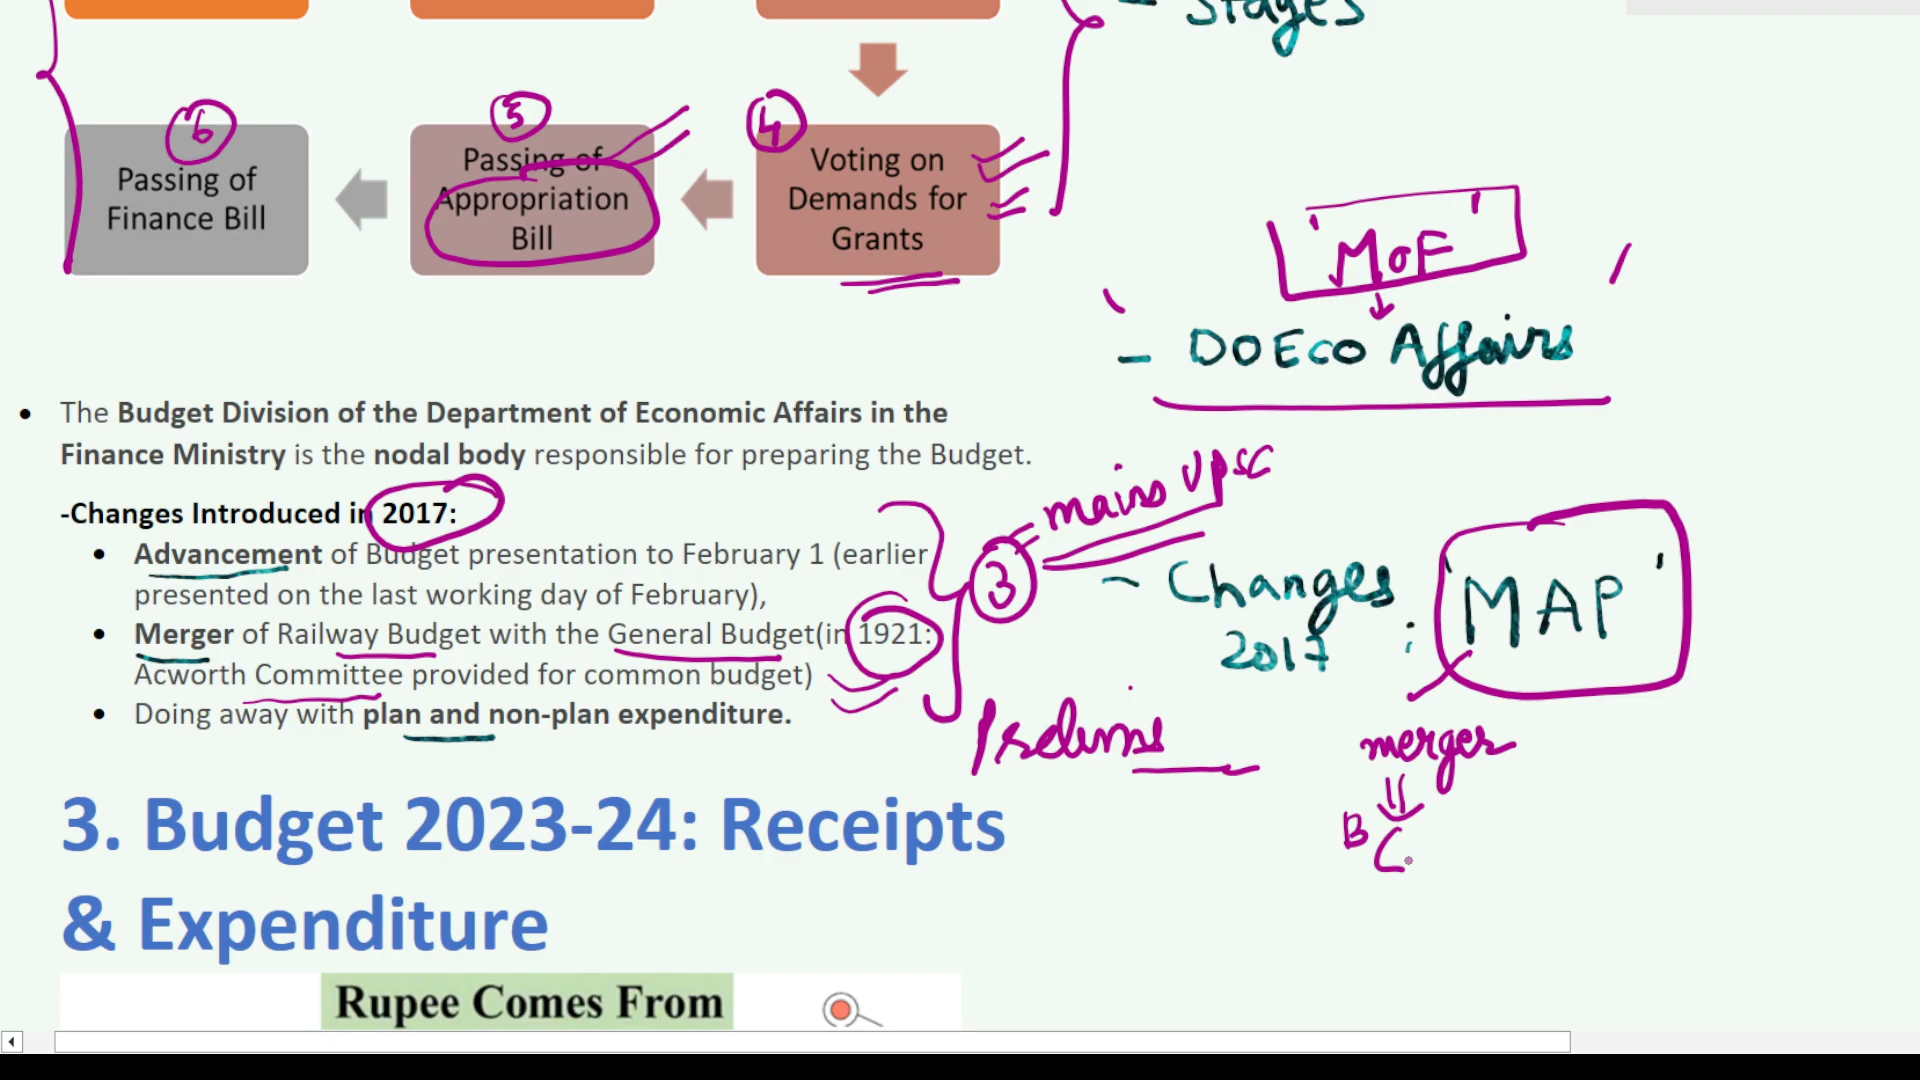 - Stages
6
5
4
Passing of
Finance Bill
Passing of
Appropriation
Bill
Voting on
Demands for
Grants
'MoF'
- DOEco Affairs
• The Budget Division of the Department of Economic Affairs in the
Finance Ministry is the nodal body responsible for preparing the Budget.
-Changes Introduced in 2017:
• Advancement of Budget presentation to February 1 (earlier
presented on the last working day of February),
• Merger of Railway Budget with the General Budget(in 1921:
Acworth Committee provided for common budget)
• Doing away with plan and non-plan expenditure.
3
mains UPSC
- Changes
2017 :
'MAP'
Prelims
merger
B C
3. Budget 2023-24: Receipts
& Expenditure
Rupee Comes From